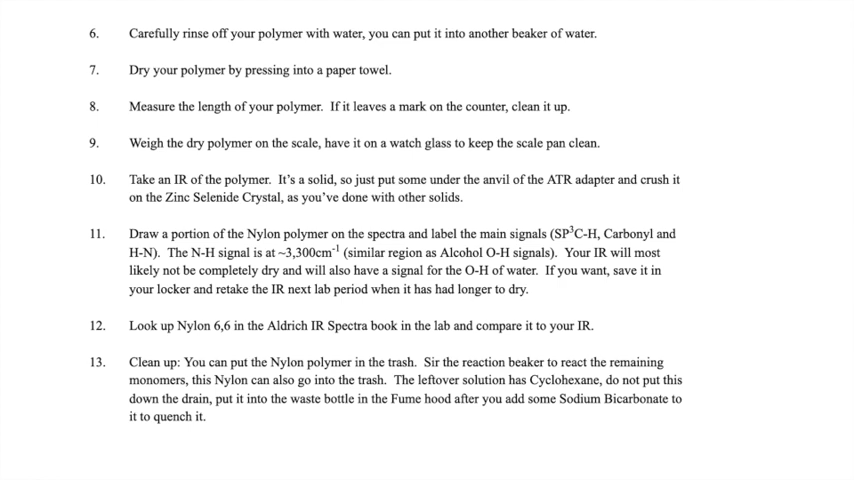 6. Carefully rinse off your polymer with water, you can put it into another beaker of water.
7. Dry your polymer by pressing into a paper towel.
8. Measure the length of your polymer. If it leaves a mark on the counter, clean it up.
9. Weigh the dry polymer on the scale, have it on a watch glass to keep the scale pan clean.
10. Take an IR of the polymer. It's a solid, so just put some under the anvil of the ATR adapter and crush it
on the Zinc Selenide Crystal, as you've done with other solids.
11. Draw a portion of the Nylon polymer on the spectra and label the main signals (SP³C-H, Carbonyl and
H-N). The N-H signal is at ~3,300cm⁻¹ (similar region as Alcohol O-H signals). Your IR will most
likely not be completely dry and will also have a signal for the O-H of water. If you want, save it in
your locker and retake the IR next lab period when it has had longer to dry.
12. Look up Nylon 6,6 in the Aldrich IR Spectra book in the lab and compare it to your IR.
13. Clean up: You can put the Nylon polymer in the trash. Sir the reaction beaker to react the remaining
monomers, this Nylon can also go into the trash. The leftover solution has Cyclohexane, do not put this
down the drain, put it into the waste bottle in the Fume hood after you add some Sodium Bicarbonate to
it to quench it.